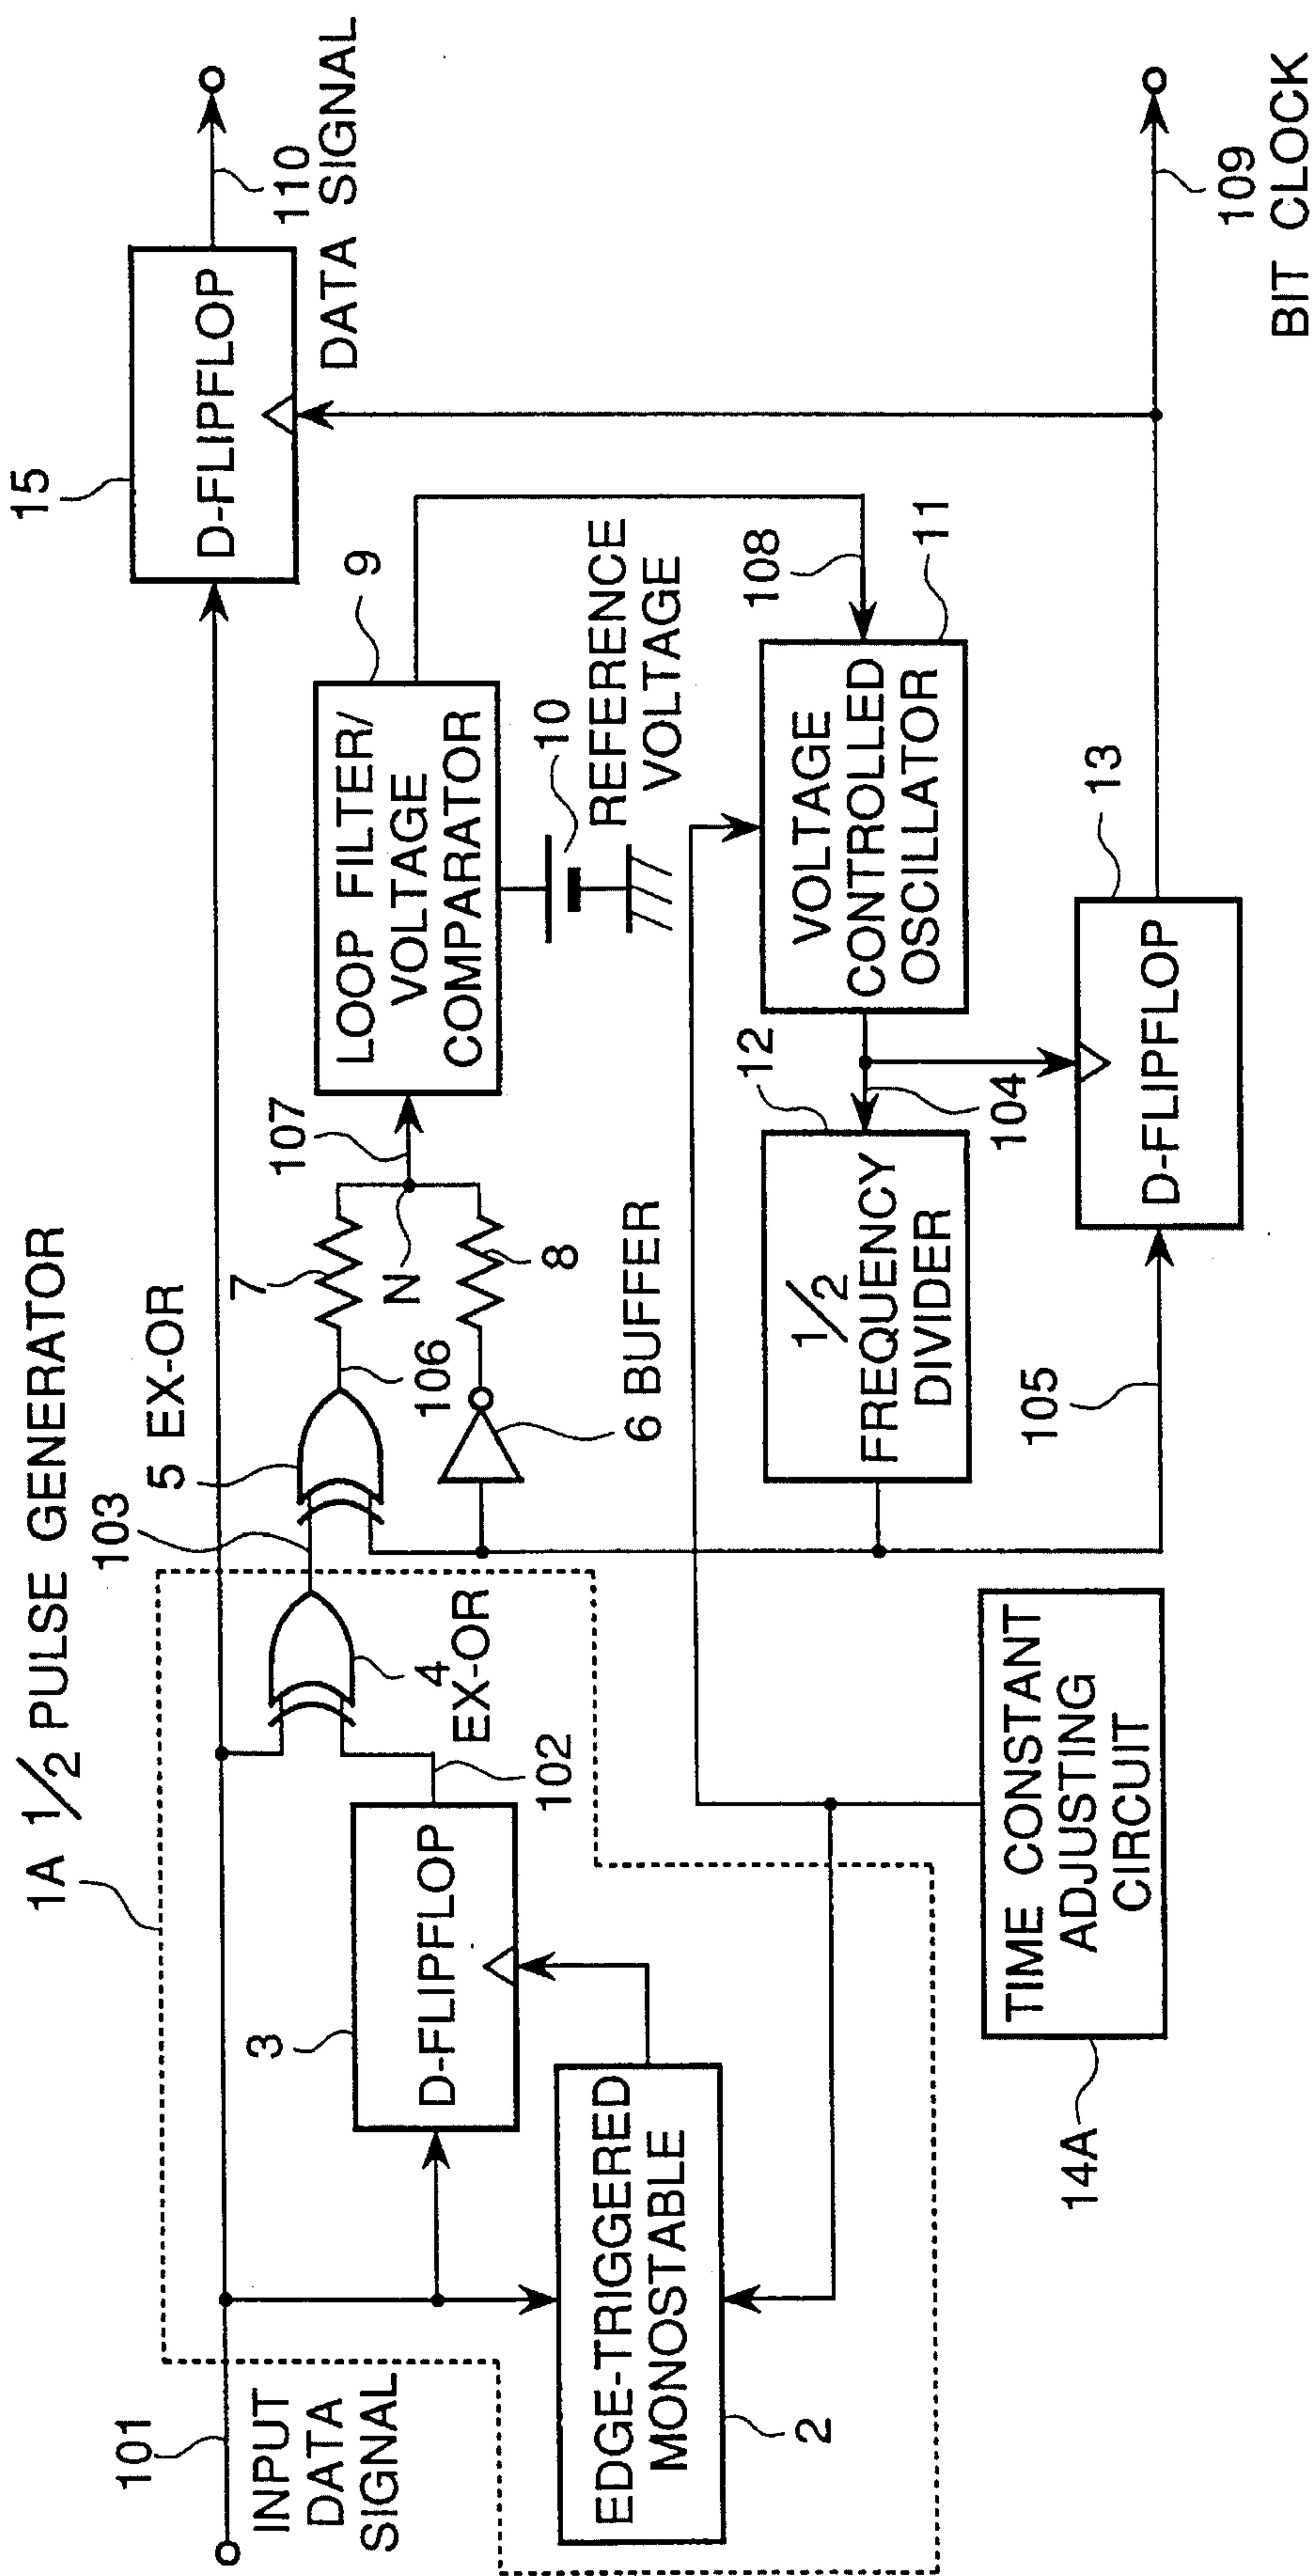 1A 1/2 PULSE GENERATOR
101
INPUT
DATA
SIGNAL
103
5 EX-OR
15
D-FLIPFLOP
110
DATA SIGNAL
3
D-FLIPFLOP
102
4
EX-OR
7
N
106
8
6 BUFFER
107
9
LOOP FILTER/
VOLTAGE
COMPARATOR
10
REFERENCE
VOLTAGE
EDGE-TRIGGERED
MONOSTABLE
2
108
VOLTAGE
CONTROLLED
OSCILLATOR
11
12
1/2
FREQUENCY
DIVIDER
104
TIME CONSTANT
ADJUSTING
CIRCUIT
14A
105
13
D-FLIPFLOP
109
BIT CLOCK